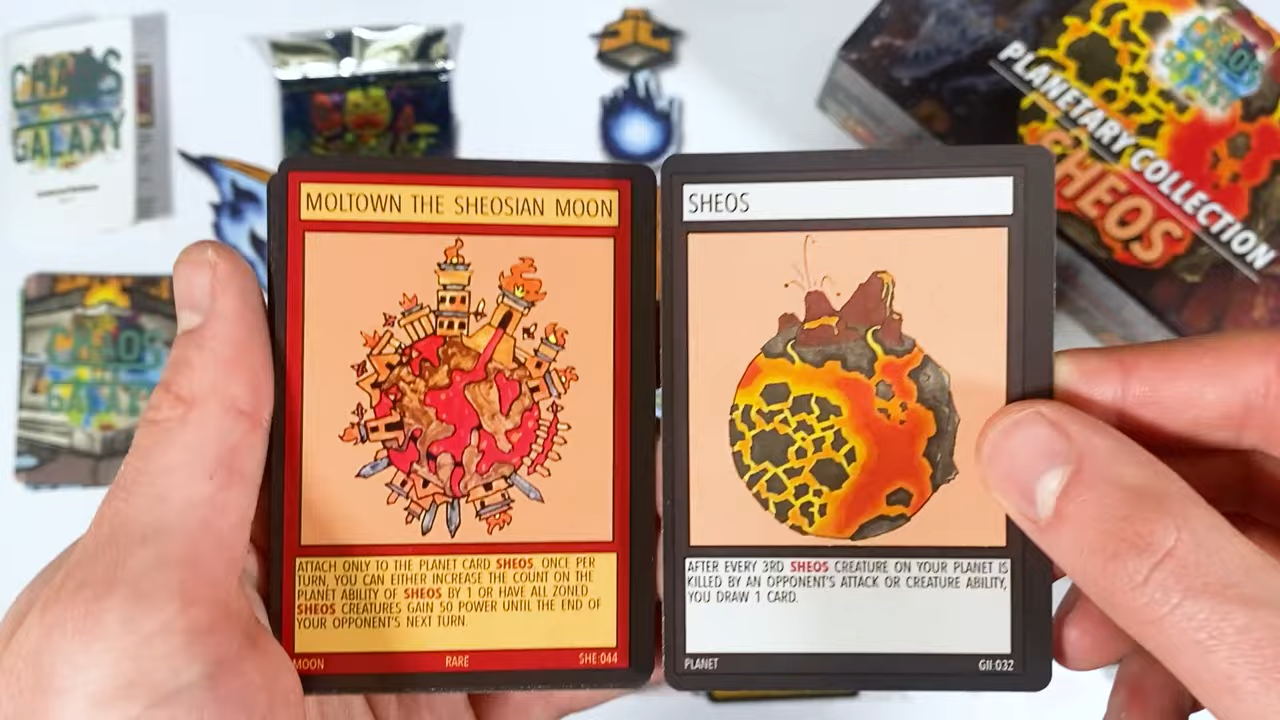 CHEOS
GALAXY
PLANETARY COLLECTION
CHEOS
MOLTOWN THE SHEOSIAN MOON
ATTACH ONLY TO THE PLANET CARD SHEOS. ONCE PER
TURN, YOU CAN EITHER INCREASE THE COUNT ON THE
PLANET ABILITY OF SHEOS BY 1 OR HAVE ALL ZONED
SHEOS CREATURES GAIN 50 POWER UNTIL THE END OF
YOUR OPPONENT'S NEXT TURN.
MOON RARE SHE:044
SHEOS
AFTER EVERY 3RD SHEOS CREATURE ON YOUR PLANET IS
KILLED BY AN OPPONENT'S ATTACK OR CREATURE ABILITY,
YOU DRAW 1 CARD.
PLANET GII:032